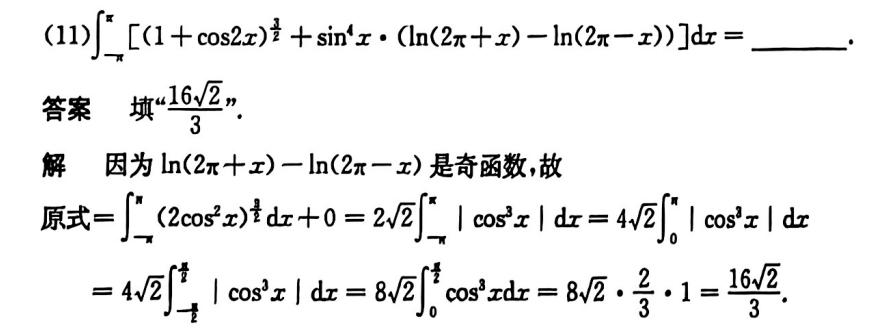 (11)∫_{-π}^{π} [(1+cos2x)^{3/2}+sin⁴x·(ln(2π+x)-ln(2π-x))]dx=______.
答案 填“16√2/3”.
解 因为 ln(2π+x)-ln(2π-x) 是奇函数,故
原式=∫_{-π}^{π} (2cos²x)^{3/2}dx+0=2√2∫_{-π}^{π} |cos³x|dx=4√2∫_{0}^{π} |cos³x|dx
=4√2∫_{-π/2}^{π/2} |cos³x|dx=8√2∫_{0}^{π/2} cos³xdx=8√2·2/3·1=16√2/3.